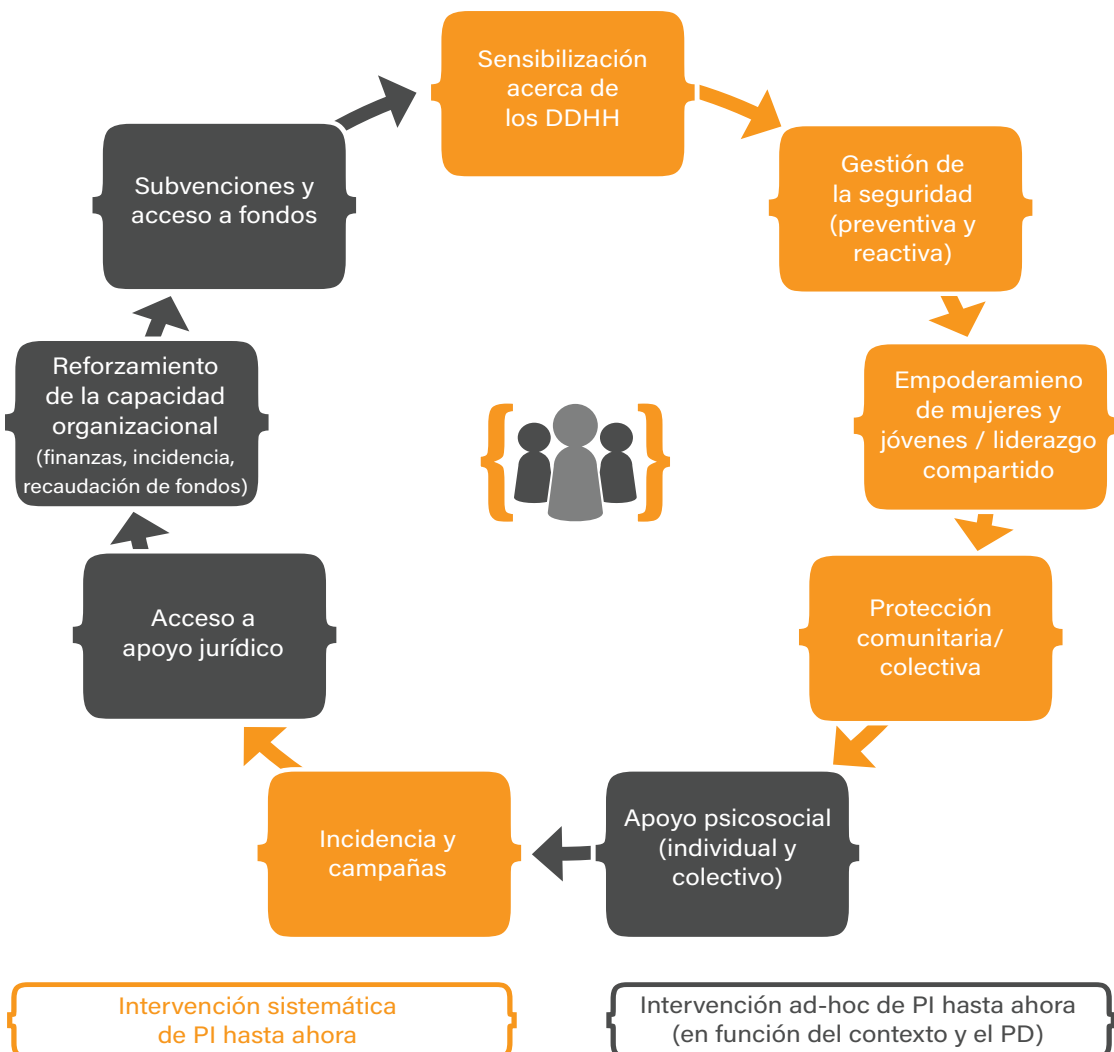 Sensibilización
acerca de
los DDHH
Gestión de
la seguridad
(preventiva y
reactiva)
Empoderamieno
de mujeres y
jóvenes / liderazgo
compartido
Protección
comunitaria/
colectiva
Apoyo psicosocial
(individual y
colectivo)
Incidencia y
campañas
Acceso a
apoyo jurídico
Reforzamiento
de la capacidad
organizacional
(finanzas, incidencia,
recaudación de fondos)
Subvenciones y
acceso a fondos
Intervención sistemática
de PI hasta ahora
Intervención ad-hoc de PI hasta ahora
(en función del contexto y el PD)